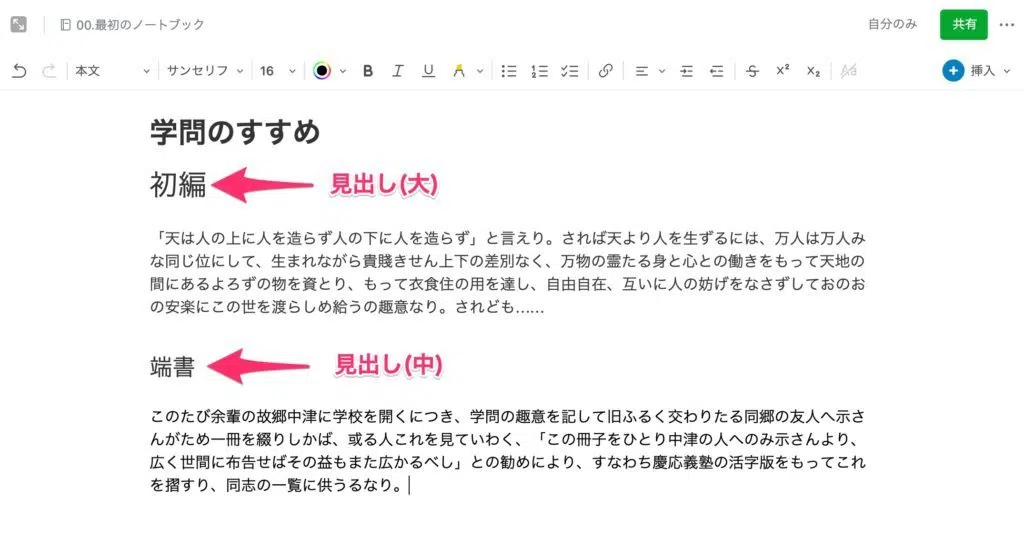 00.最初のノートブック
自分のみ
共有
本文
サンセリフ
16
B I U A
S X² X₂ Aa
挿入
学問のすすめ
初編
見出し(大)
「天は人の上に人を造らず人の下に人を造らず」と言えり。されば天より人を生ずるには、万人は万人み
な同じ位にして、生まれながら貴賤きせん上下の差別なく、万物の霊たる身と心との働きをもって天地の
間にあるよろずの物を資とり、もって衣食住の用を達し、自由自在、互いに人の妨げをなさずしておのお
の安楽にこの世を渡らしめ給うの趣意なり。されども……
端書
見出し(中)
このたび余輩の故郷中津に学校を開くにつき、学問の趣意を記して旧ふるく交わりたる同郷の友人へ示さ
んがため一冊を綴りしかば、或る人これを見ていわく、「この冊子をひとり中津の人へのみ示さんより、
広く世間に布告せばその益もまた広かるべし」との勧めにより、すなわち慶応義塾の活字版をもってこれ
を摺すり、同志の一覧に供うるなり。